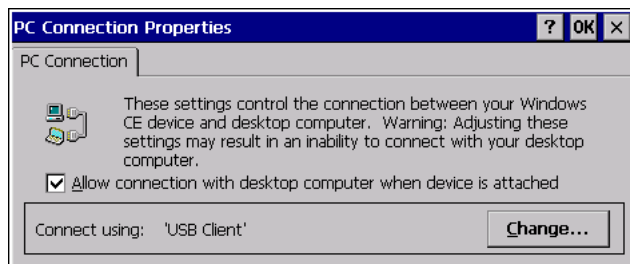 PC Connection Properties ? OK ×
PC Connection
These settings control the connection between your Windows
CE device and desktop computer. Warning: Adjusting these
settings may result in an inability to connect with your desktop
computer.
Allow connection with desktop computer when device is attached
Connect using: 'USB Client' Change...